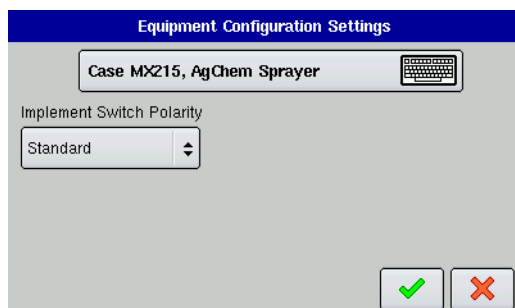 Equipment Configuration Settings
Case MX215, AgChem Sprayer
Implement Switch Polarity
Standard